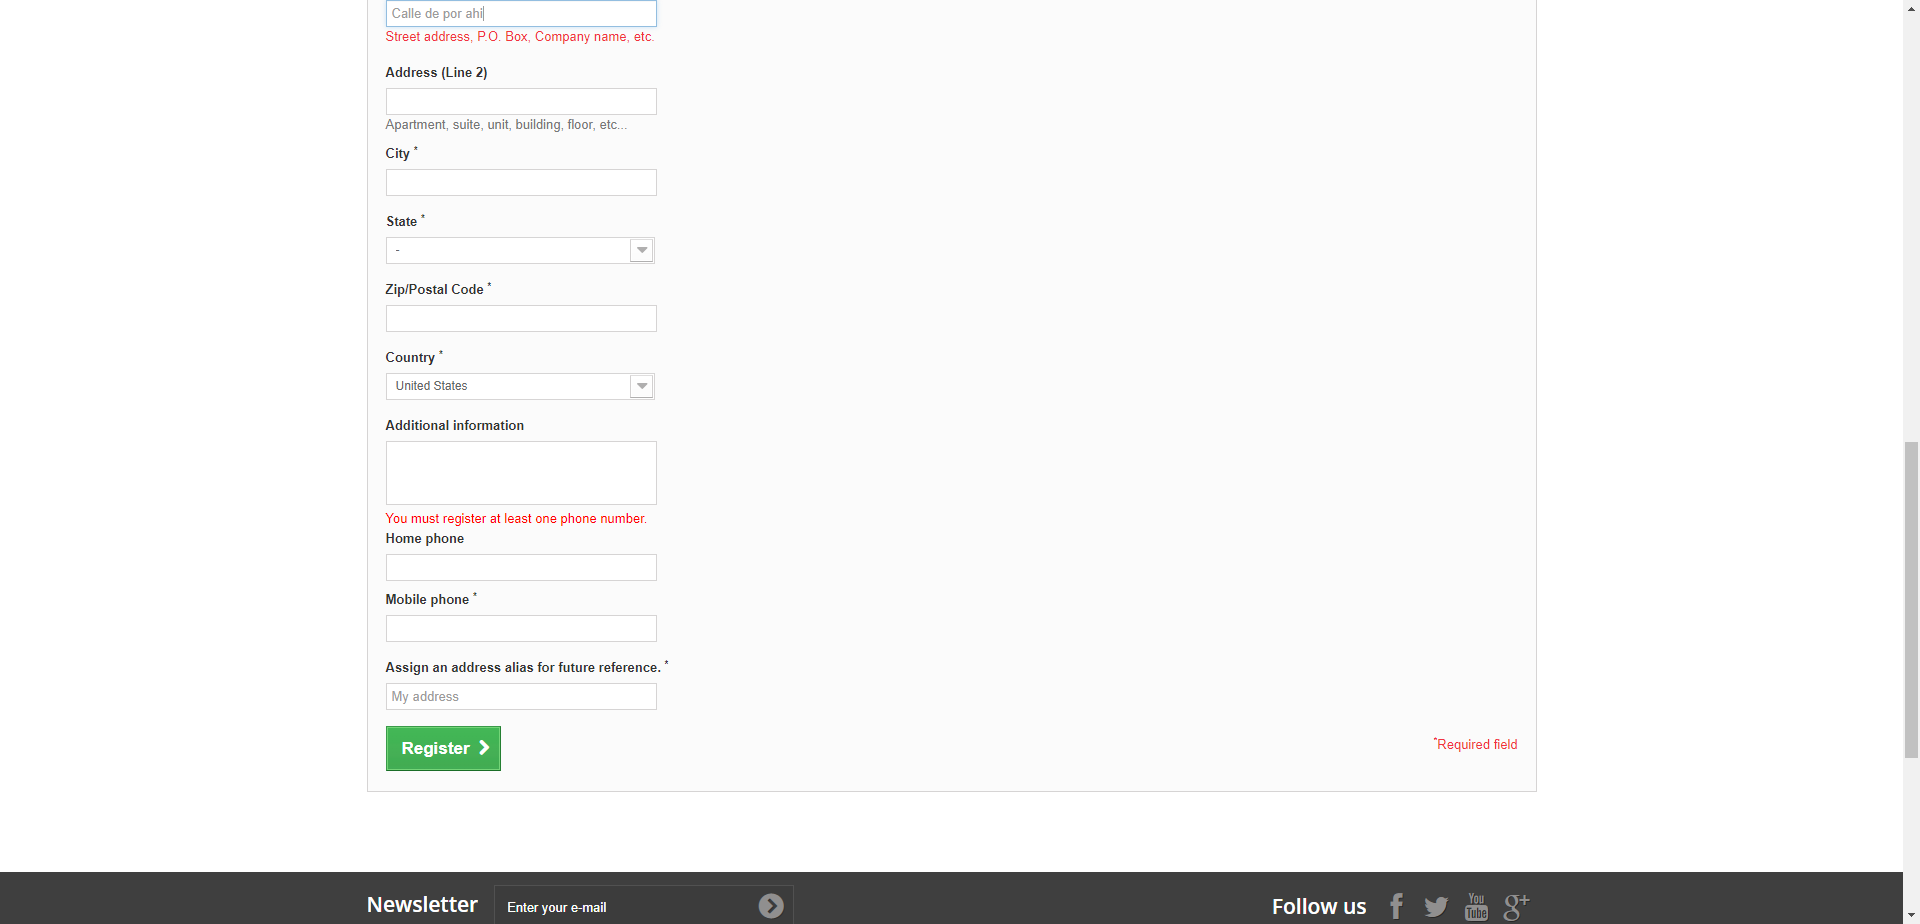 Calle de por ahi
Street address, P.O. Box, Company name, etc.
Address (Line 2)
Apartment, suite, unit, building, floor, etc...
City *
State *
-
Zip/Postal Code *
Country *
United States
Additional information
You must register at least one phone number.
Home phone
Mobile phone *
Assign an address alias for future reference. *
My address
Register
*Required field
Newsletter
Enter your e-mail
Follow us
You
Tube
g+